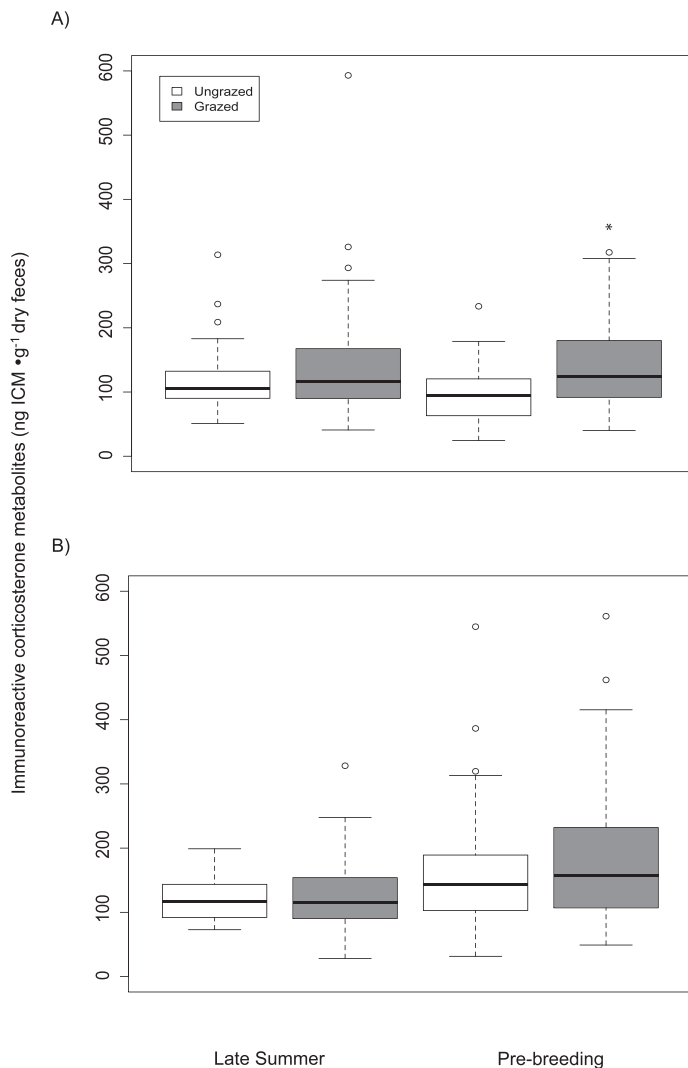 A)
600
500
400
300
200
100
0
Ungrazed
Grazed
*
B)
600
500
400
300
200
100
0
Immunoreactive corticosterone metabolites (ng ICM •g⁻¹ dry feces)
Late Summer
Pre-breeding